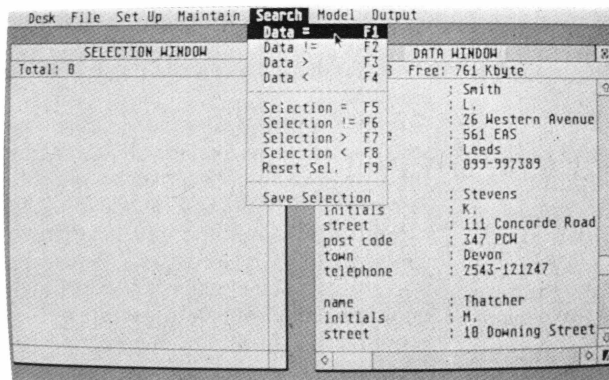 Desk File Set Up Maintain Search Model Output
SELECTION WINDOW
Total: 0
Data = F1
Data != F2
Data > F3
Data < F4
Selection = F5
Selection != F6
Selection > F7
Selection < F8
Reset Sel. F9
Save Selection
DATA WINDOW
Free: 761 Kbyte
: Smith
: L.
: 26 Western Avenue
: 561 EAS
: Leeds
: 099-997389
: Stevens
initials : K.
street : 111 Concorde Road
post code : 347 PCW
town : Devon
telephone : 2543-121247
name : Thatcher
initials : M.
street : 10 Downing Street